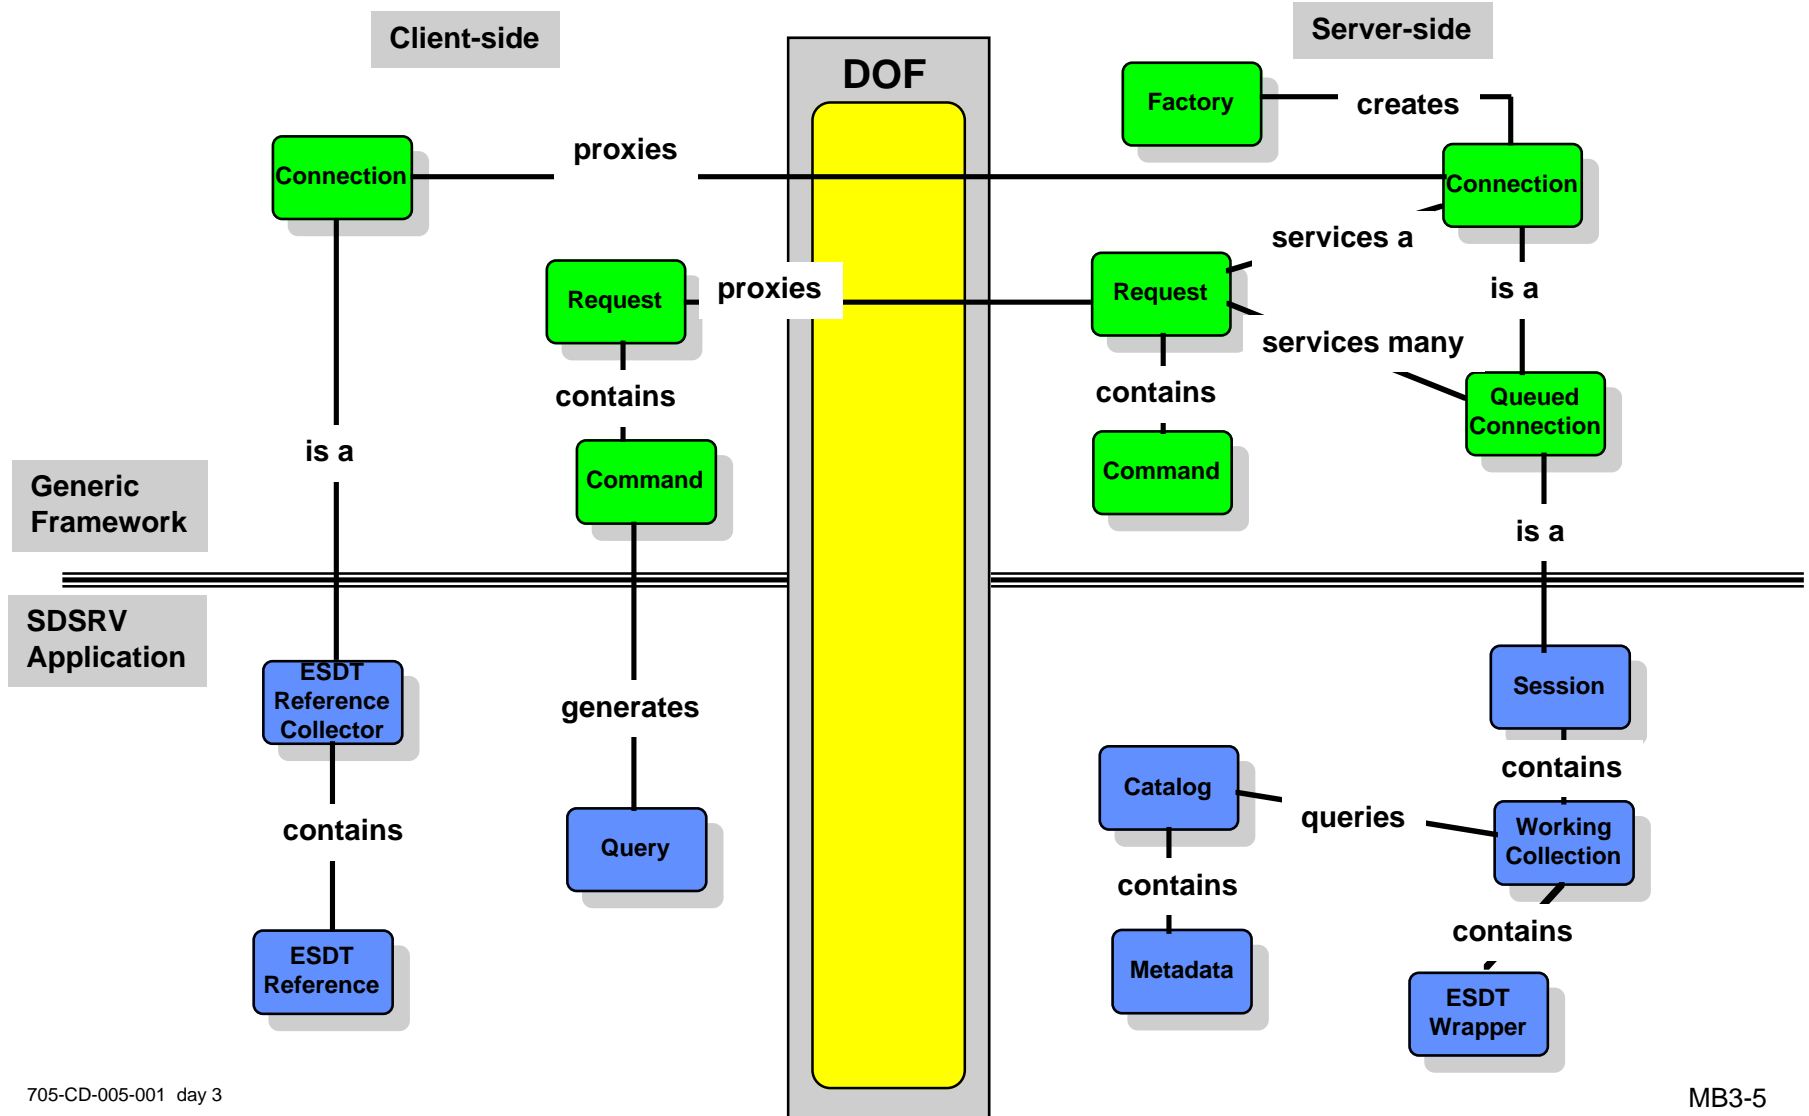 Client-side
Server-side
DOF
Factory
creates
proxies
Connection
Connection
services a
Request
proxies
Request
is a
services many
contains
contains
Queued
Connection
is a
Command
Command
Generic
Framework
is a
SDSRV
Application
ESDT
Reference
Collector
generates
Session
contains
Catalog
queries
Working
Collection
contains
Query
contains
contains
ESDT
Reference
Metadata
ESDT
Wrapper
705-CD-005-001 day 3
MB3-5